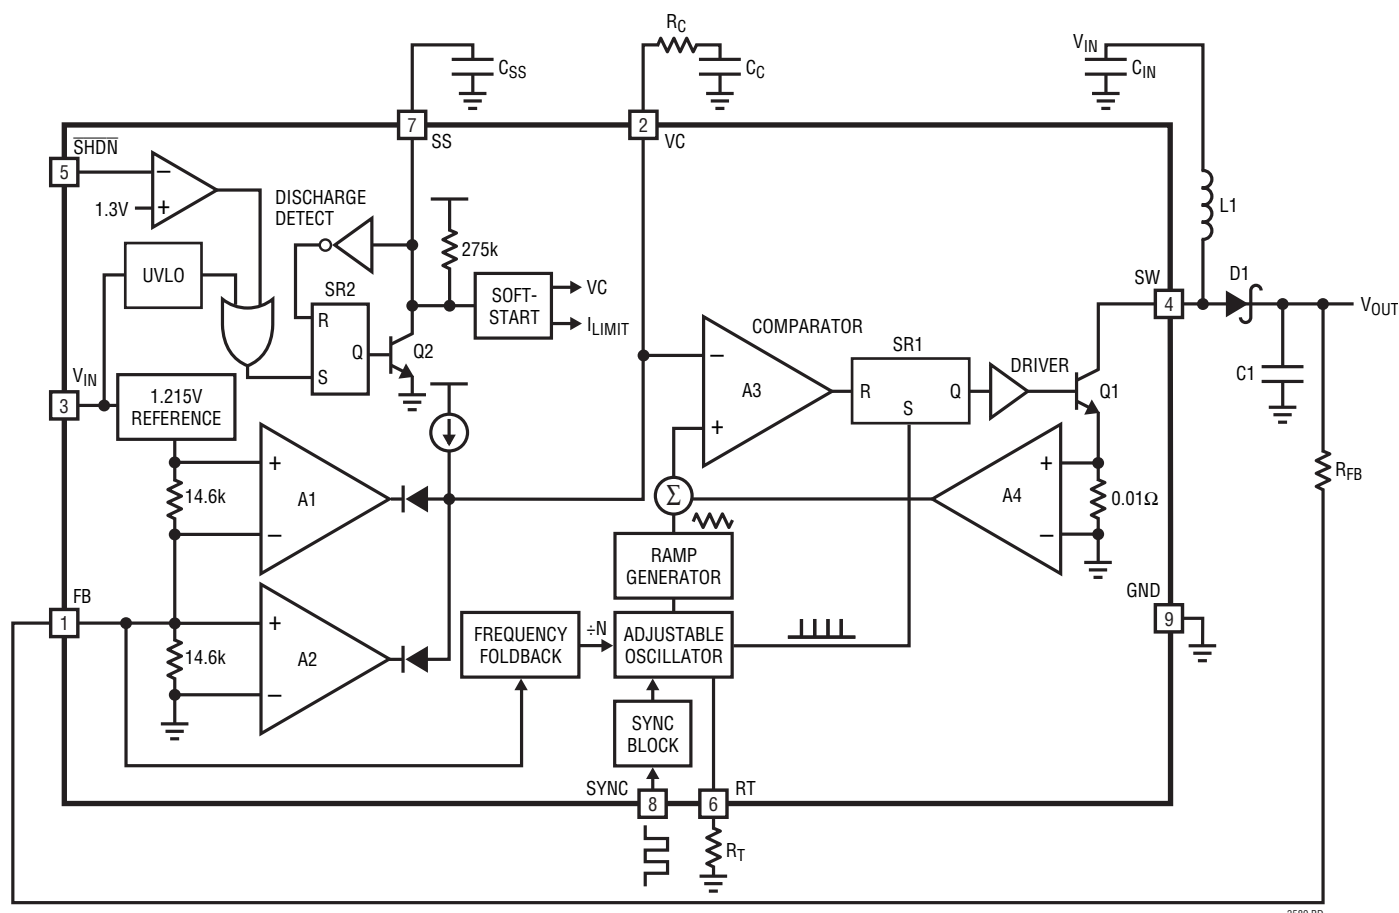 RC
VIN
CSS
CC
CIN
7
SS
2
VC
SHDN
5
1.3V
−
+
DISCHARGE
DETECT
275k
L1
UVLO
SR2
R
Q
S
Q2
SOFT-
START
VC
ILIMIT
SW
4
D1
VOUT
COMPARATOR
−
A3
+
SR1
R
Q
S
DRIVER
Q1
C1
VIN
3
1.215V
REFERENCE
+
A1
−
14.6k
Σ
A4
+
−
0.01Ω
RFB
RAMP
GENERATOR
FB
1
+
A2
−
14.6k
FREQUENCY
FOLDBACK
÷N
ADJUSTABLE
OSCILLATOR
GND
9
SYNC
BLOCK
SYNC
8
6
RT
RT